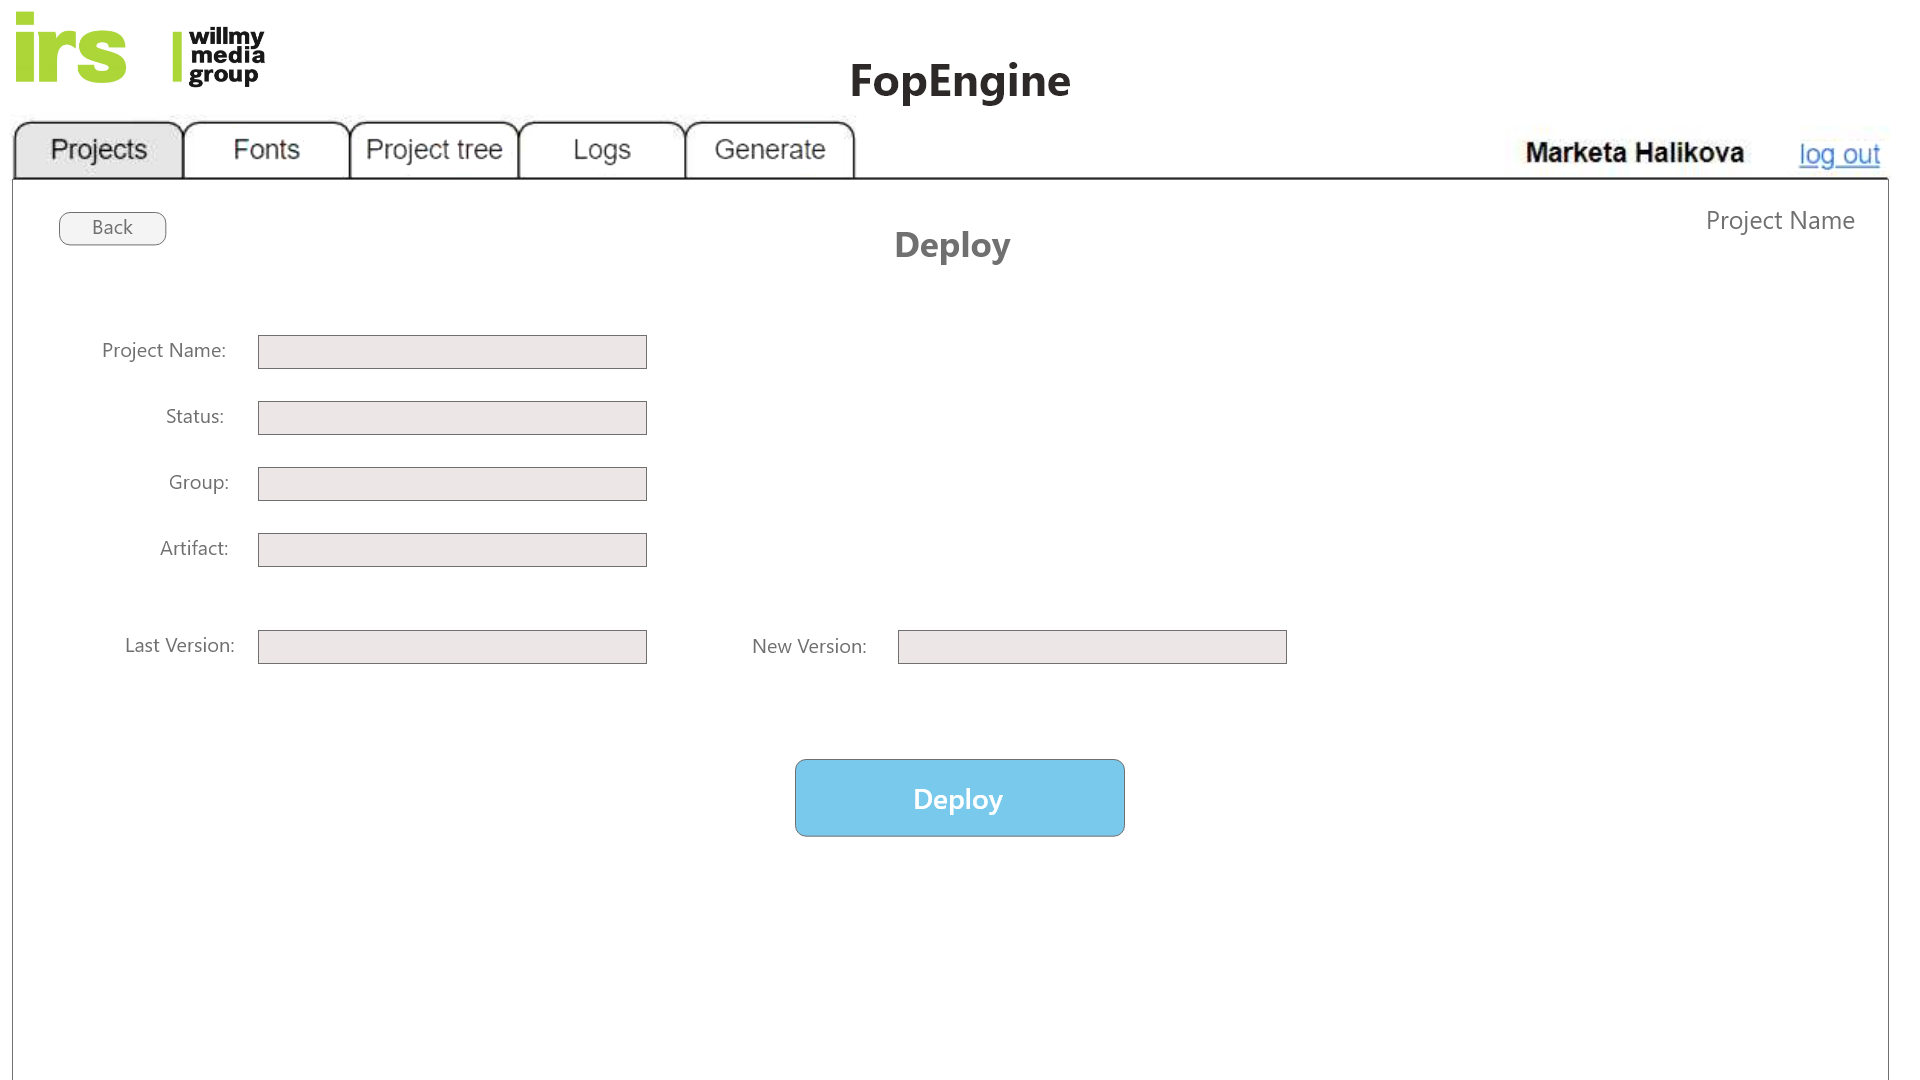 irs
willmy
media
group
FopEngine
Projects Fonts Project tree Logs Generate Marketa Halikova log out
Back Project Name
Deploy
Project Name:
Status:
Group:
Artifact:
Last Version: New Version:
Deploy